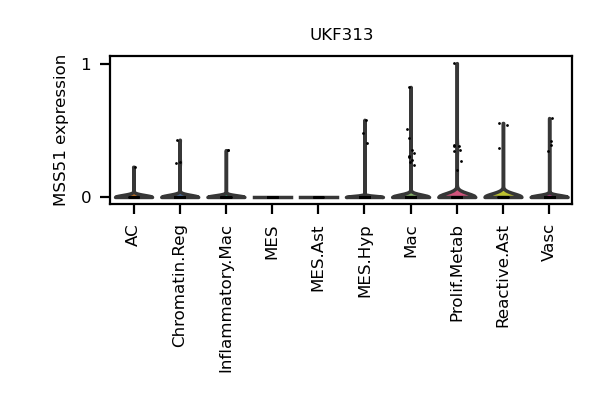 UKF313
MSS51 expression
1
0
AC
Chromatin.Reg
Inflammatory.Mac
MES
MES.Ast
MES.Hyp
Mac
Prolif.Metab
Reactive.Ast
Vasc